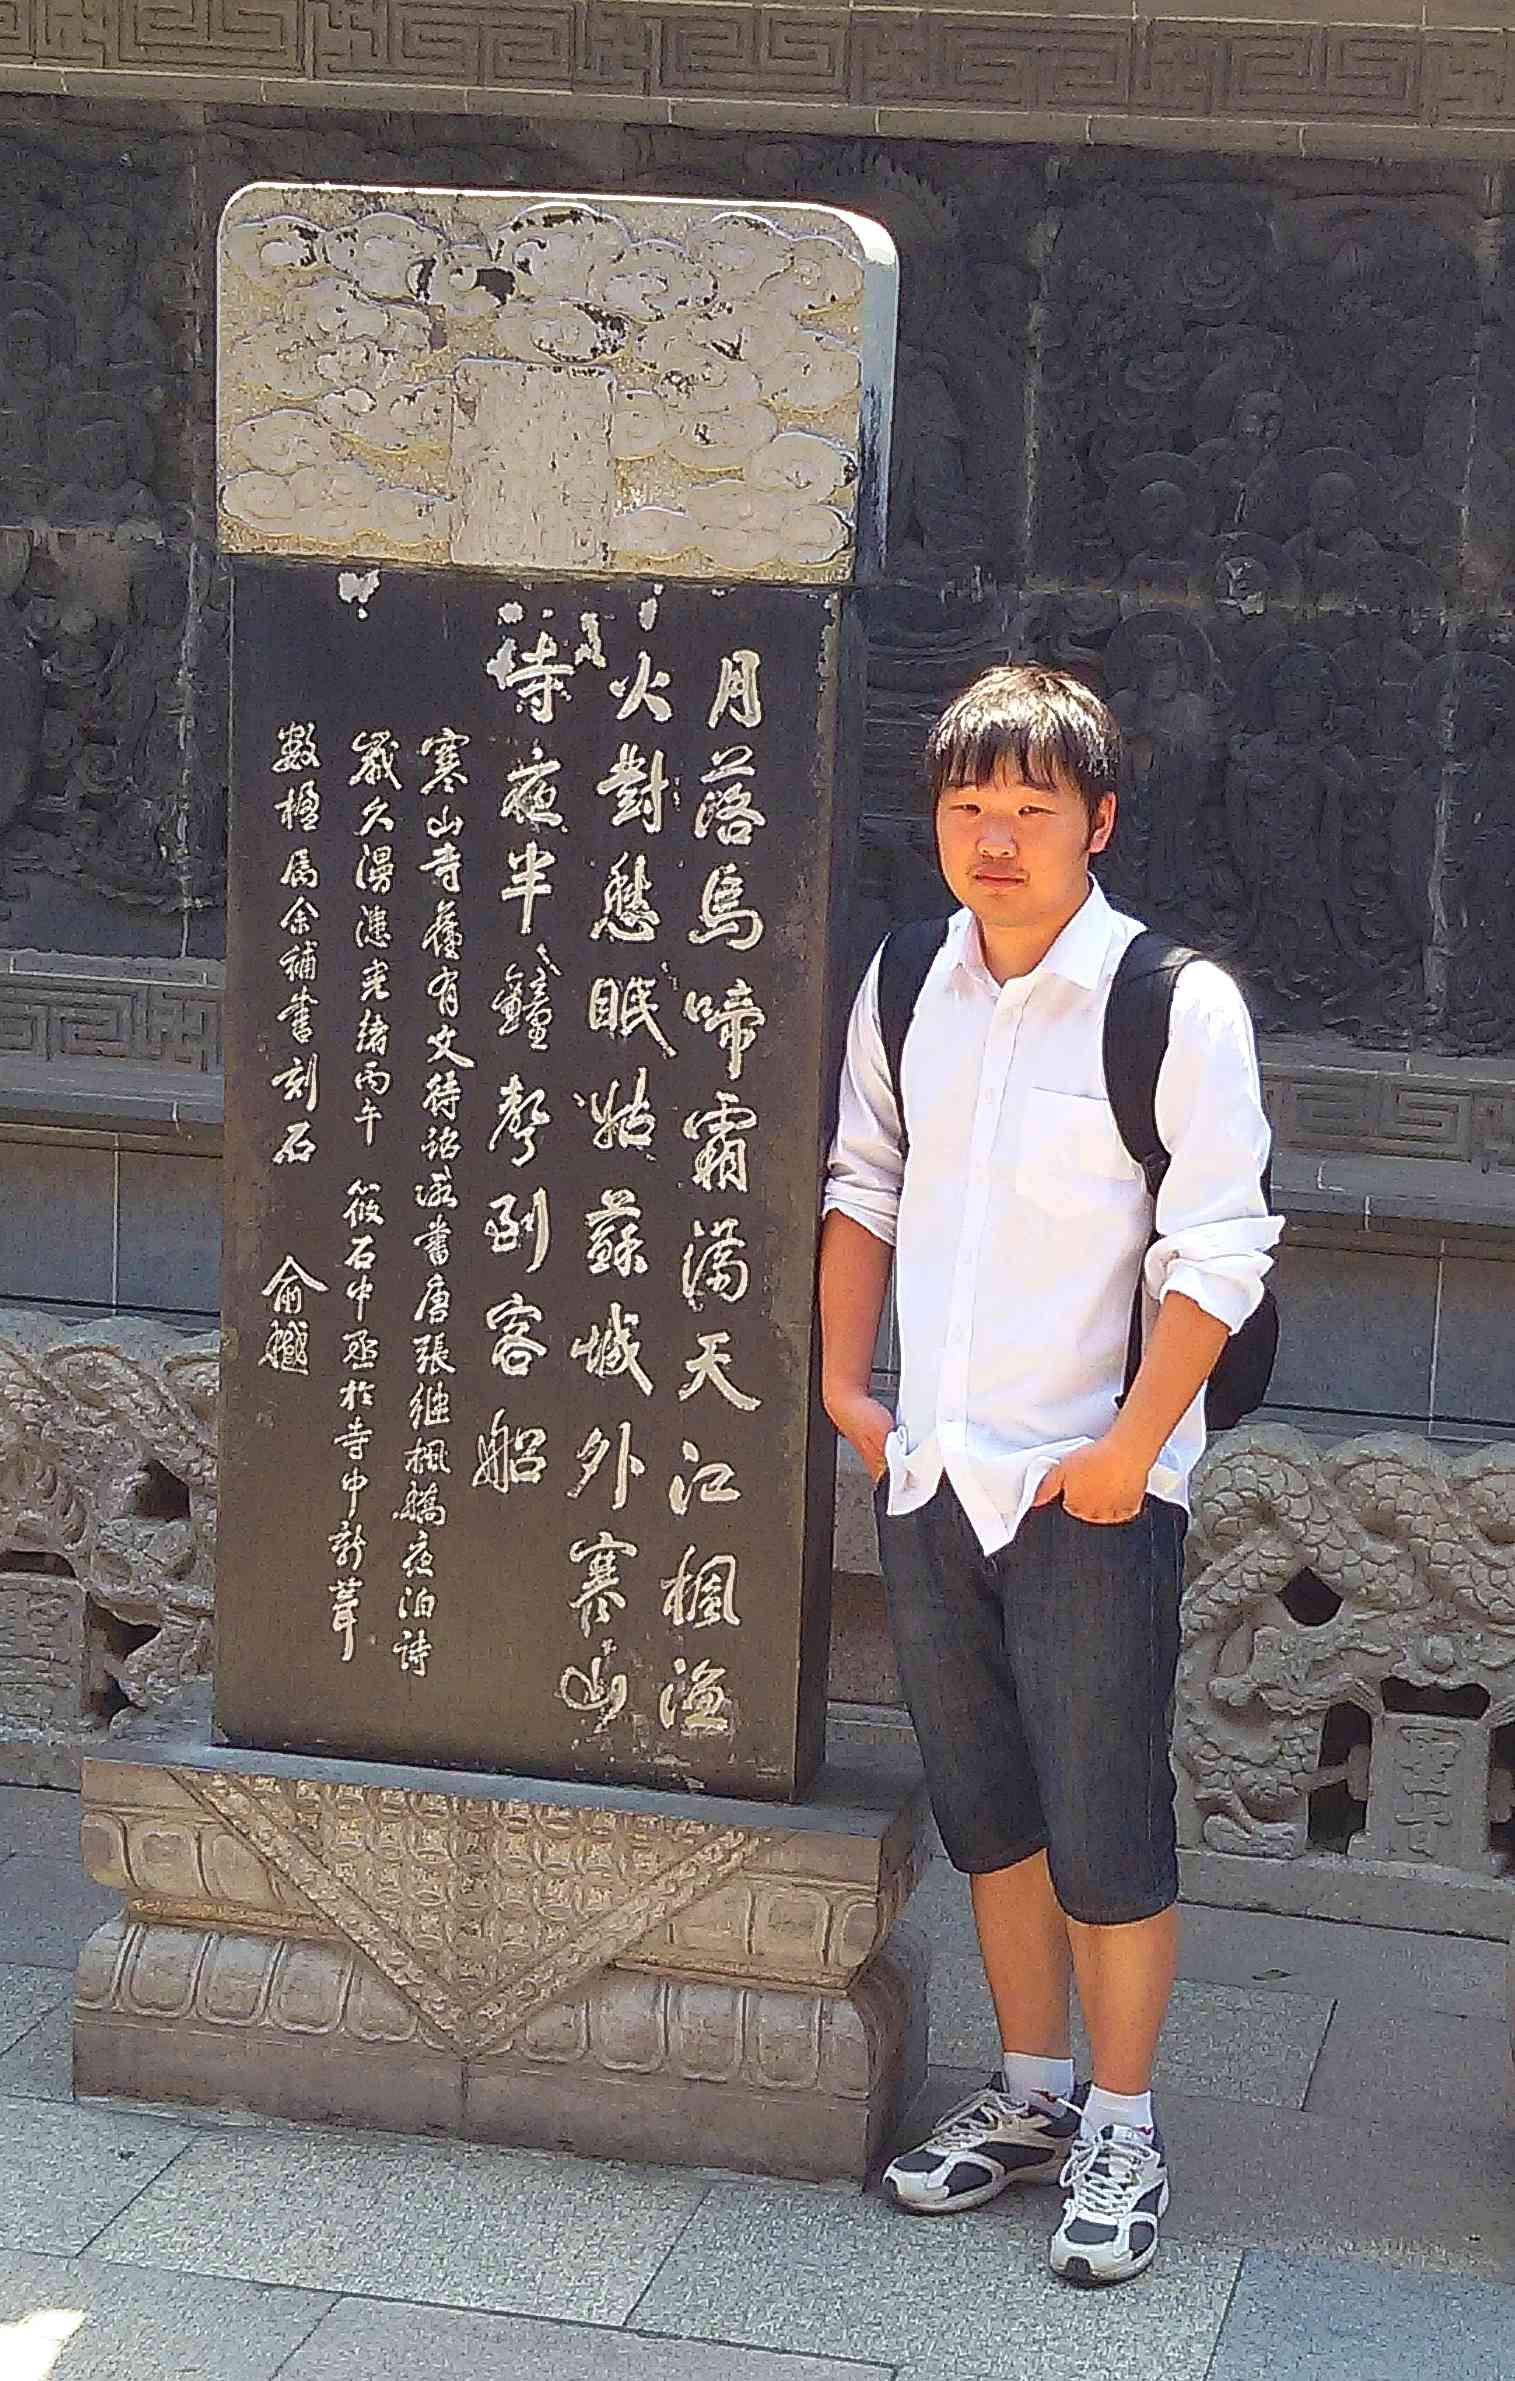 月落烏啼霜滿天江楓漁
火對愁眠姑蘇城外寒山
寺夜半鐘聲到客船
寒山寺舊有文待詔所書唐張繼楓橋夜泊詩
歲久漫漶光緒丙午 筱石中丞於寺中新葺
數楹屬余補書刻石 俞樾